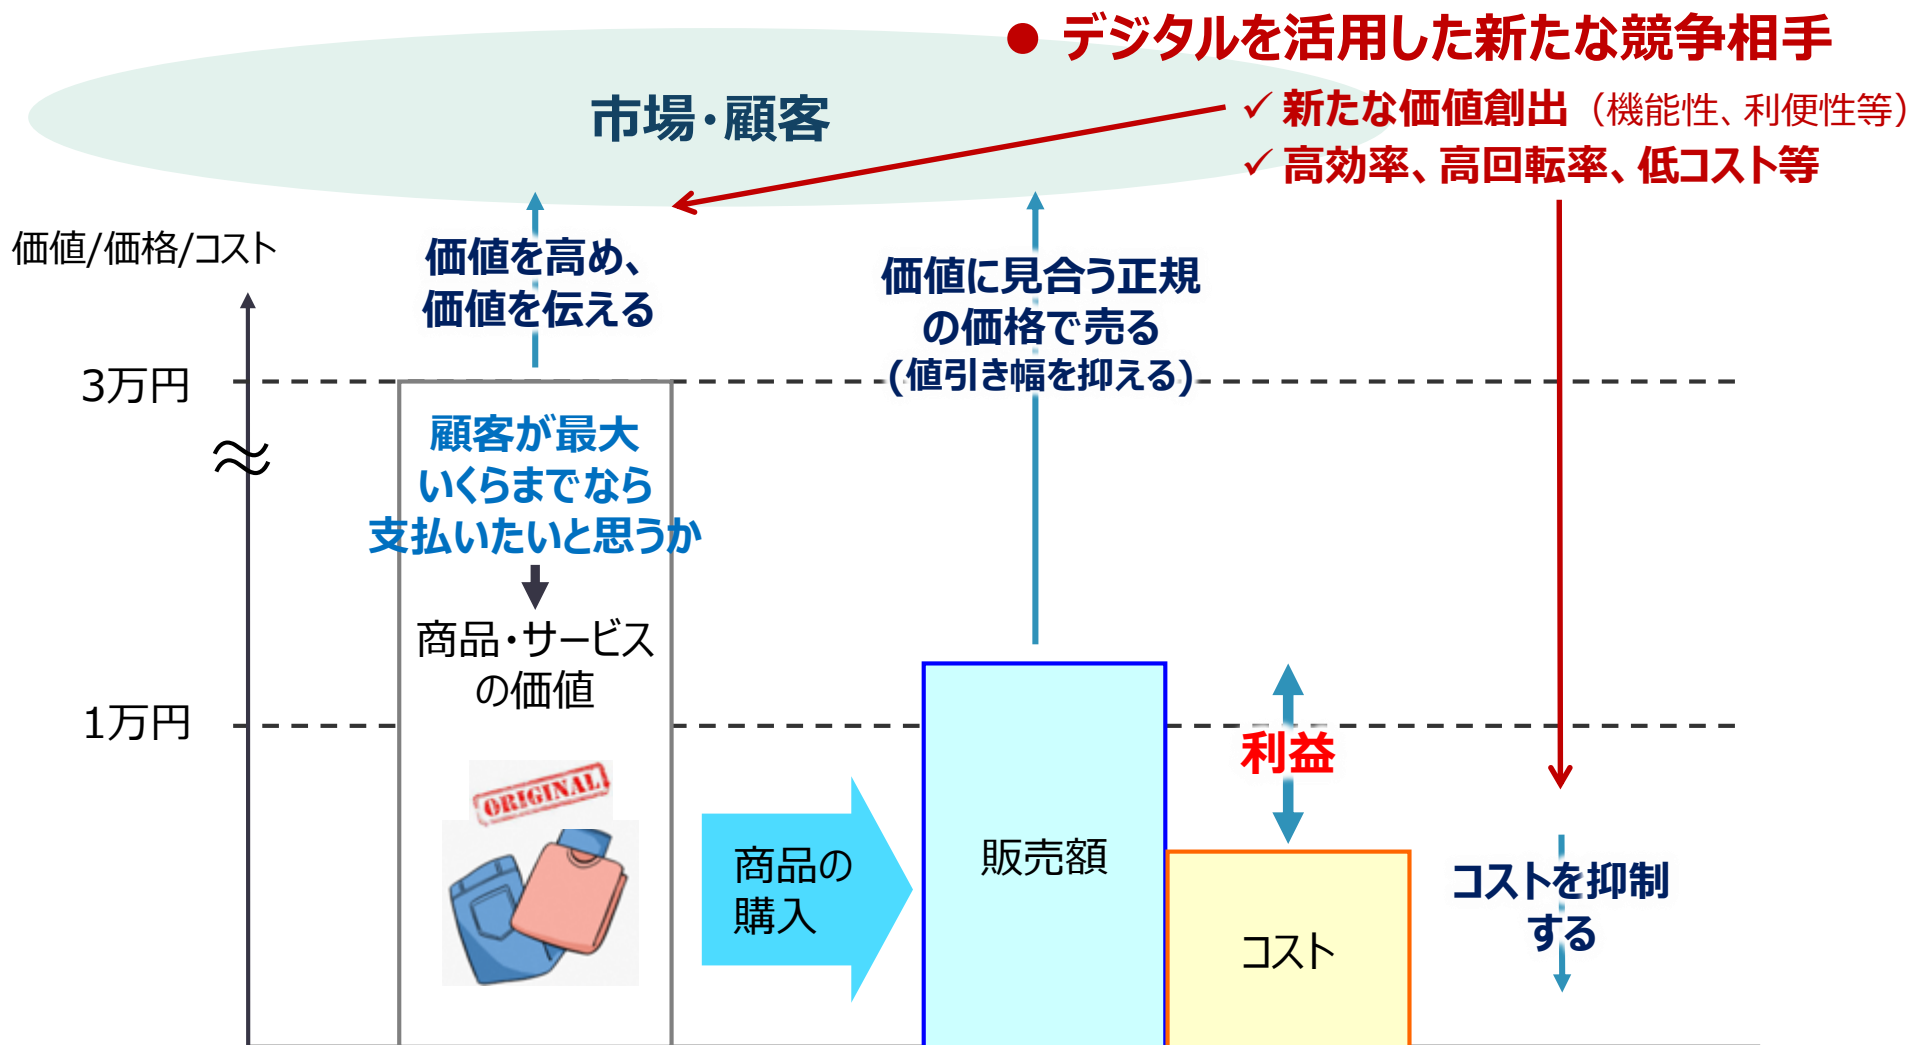 ● デジタルを活用した新たな競争相手
✓ 新たな価値創出（機能性、利便性等）
✓ 高効率、高回転率、低コスト等
市場・顧客
価値/価格/コスト
価値を高め、
価値を伝える
価値に見合う正規
の価格で売る
(値引き幅を抑える)
3万円
顧客が最大
いくらまでなら
支払いたいと思うか
商品・サービス
の価値
1万円
ORIGINAL
商品の
購入
販売額
利益
コスト
コストを抑制
する